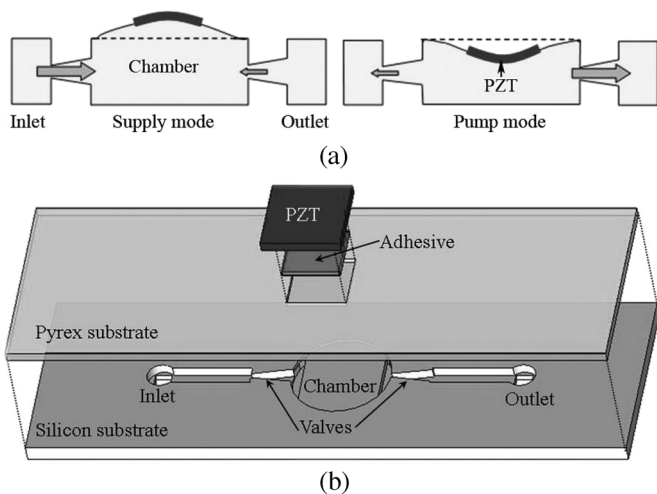 Chamber
PZT
Inlet
Supply mode
Outlet
Pump mode
(a)
PZT
Adhesive
Pyrex substrate
Chamber
Inlet
Outlet
Valves
Silicon substrate
(b)